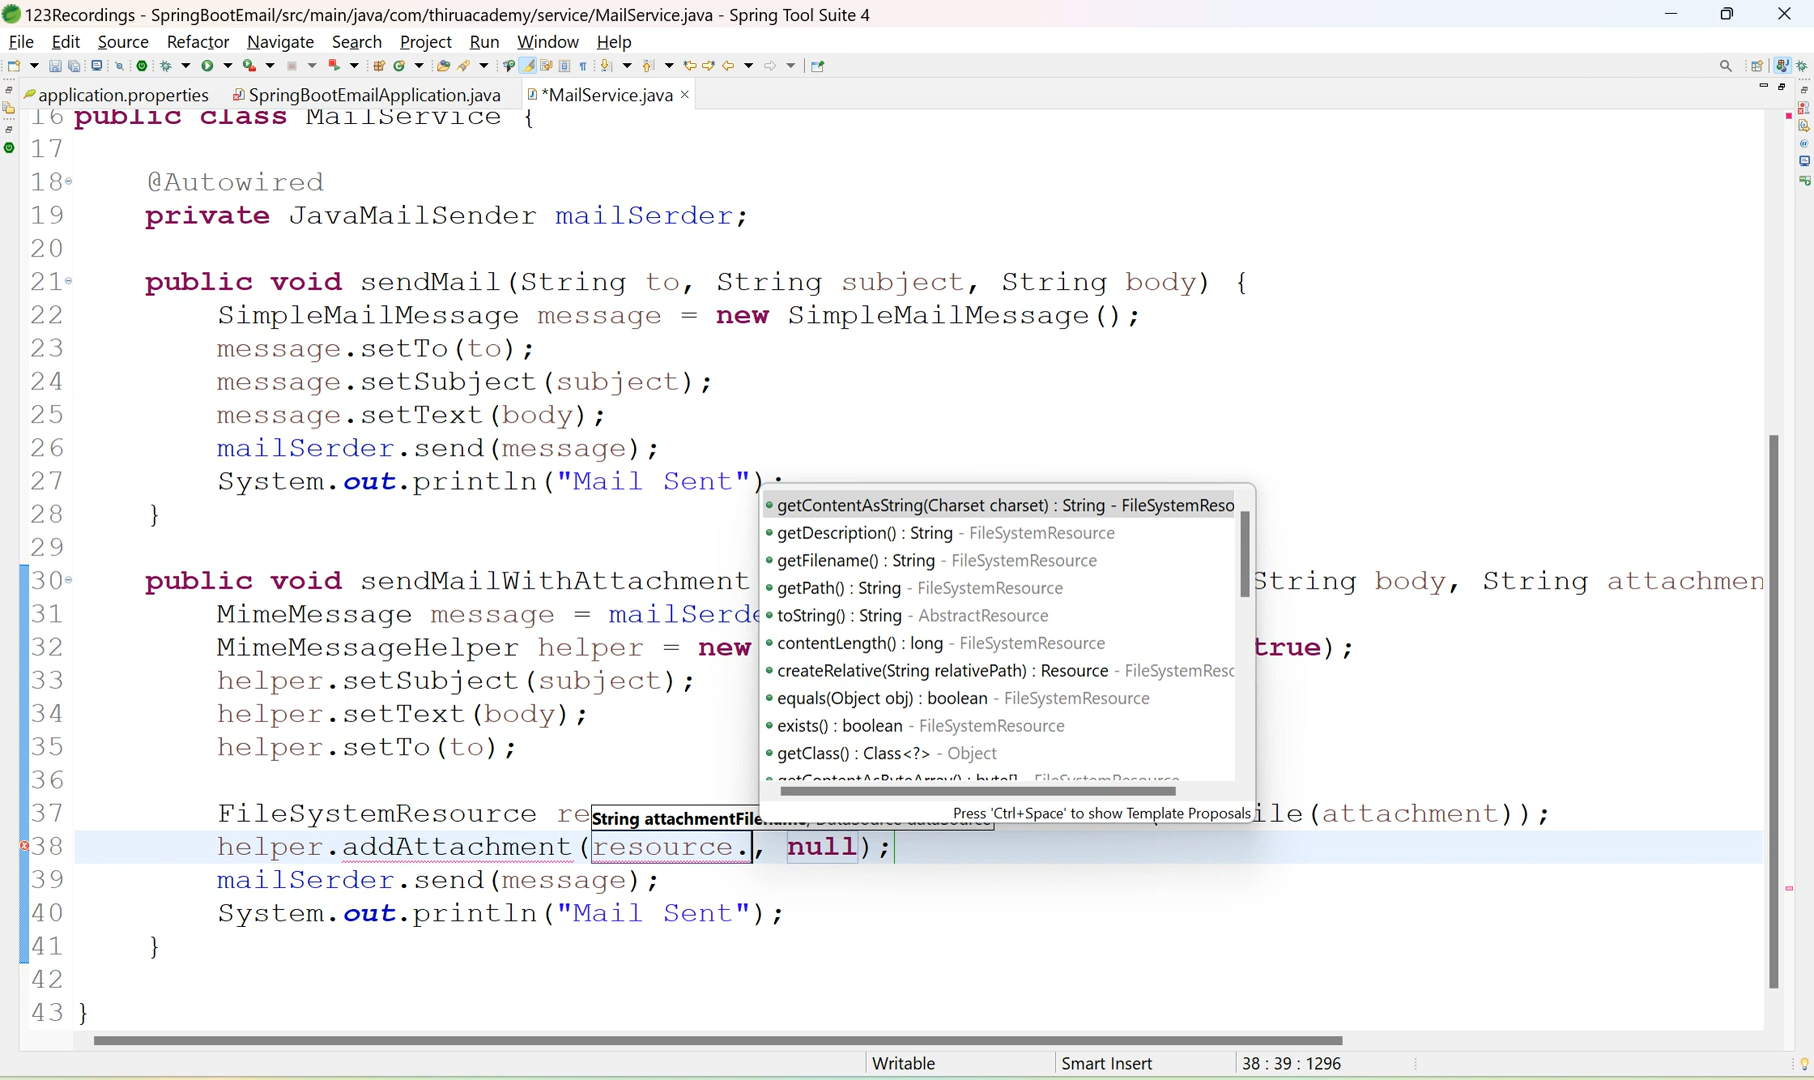 123Recordings - SpringBootEmail/src/main/java/com/thiruacademy/service/MailService.java - Spring Tool Suite 4
File Edit Source Refactor Navigate Search Project Run Window Help
application.properties SpringBootEmailApplication.java *MailService.java
16 public class MailService {
17
18 @Autowired
19 private JavaMailSender mailSerder;
20
21 public void sendMail(String to, String subject, String body) {
22 SimpleMailMessage message = new SimpleMailMessage();
23 message.setTo(to);
24 message.setSubject(subject);
25 message.setText(body);
26 mailSerder.send(message);
27 System.out.println("Mail Sent");
28 }
29
30 public void sendMailWithAttachment String body, String attachmen
31 MimeMessage message = mailSerde
32 MimeMessageHelper helper = new true);
33 helper.setSubject(subject);
34 helper.setText(body);
35 helper.setTo(to);
36
37 FileSystemResource re ile(attachment));
38 helper.addAttachment(resource., null);
39 mailSerder.send(message);
40 System.out.println("Mail Sent");
41 }
42
43 }
getContentAsString(Charset charset) : String - FileSystemReso
getDescription() : String - FileSystemResource
getFilename() : String - FileSystemResource
getPath() : String - FileSystemResource
toString() : String - AbstractResource
contentLength() : long - FileSystemResource
createRelative(String relativePath) : Resource - FileSystemResc
equals(Object obj) : boolean - FileSystemResource
exists() : boolean - FileSystemResource
getClass() : Class<?> - Object
getContentAsByteArray() : byte[] - FileSystemResource
Press 'Ctrl+Space' to show Template Proposals
String attachmentFilename, DataSource dataSource
Writable Smart Insert 38 : 39 : 1296